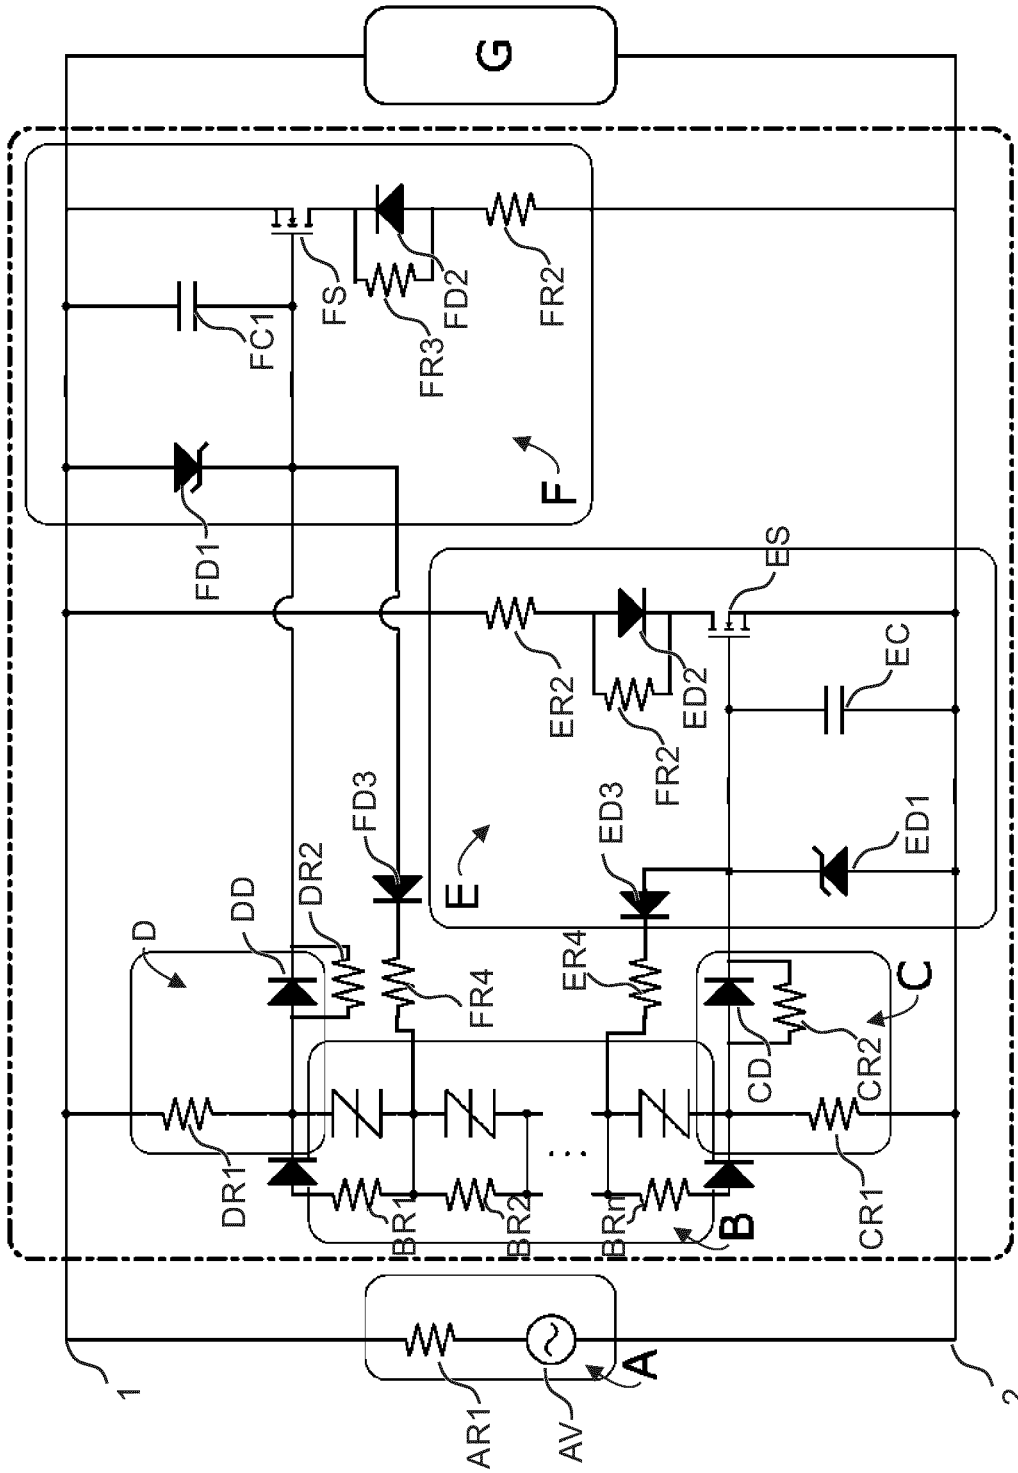 G
FS
FC1
FR3
FD2
FR2
F
FD1
ES
ER2
FR2
ED2
EC
FD3
E
ED3
ED1
D
DD
DR2
FR4
ER4
C
CD
CR2
DR1
BR1
BR2
...
BRn
B
CR1
1
AR1
AV
A
2